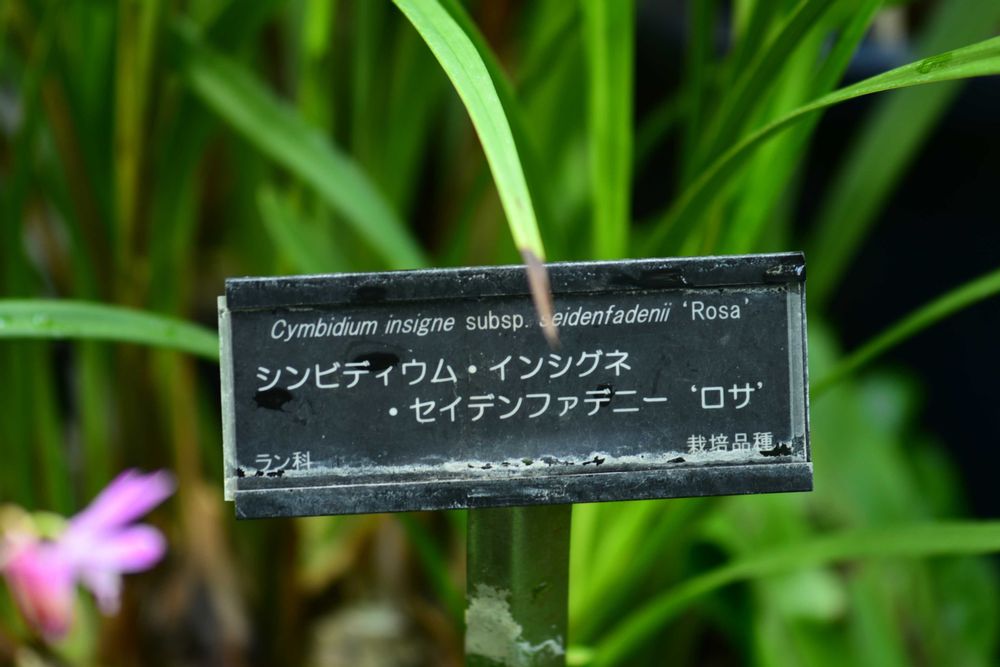 Cymbidium insigne subsp. seidenfadenii ‘Rosa’
シンビディウム・インシグネ
・セイデンファデニー ‘ロサ’
栽培品種
ラン科